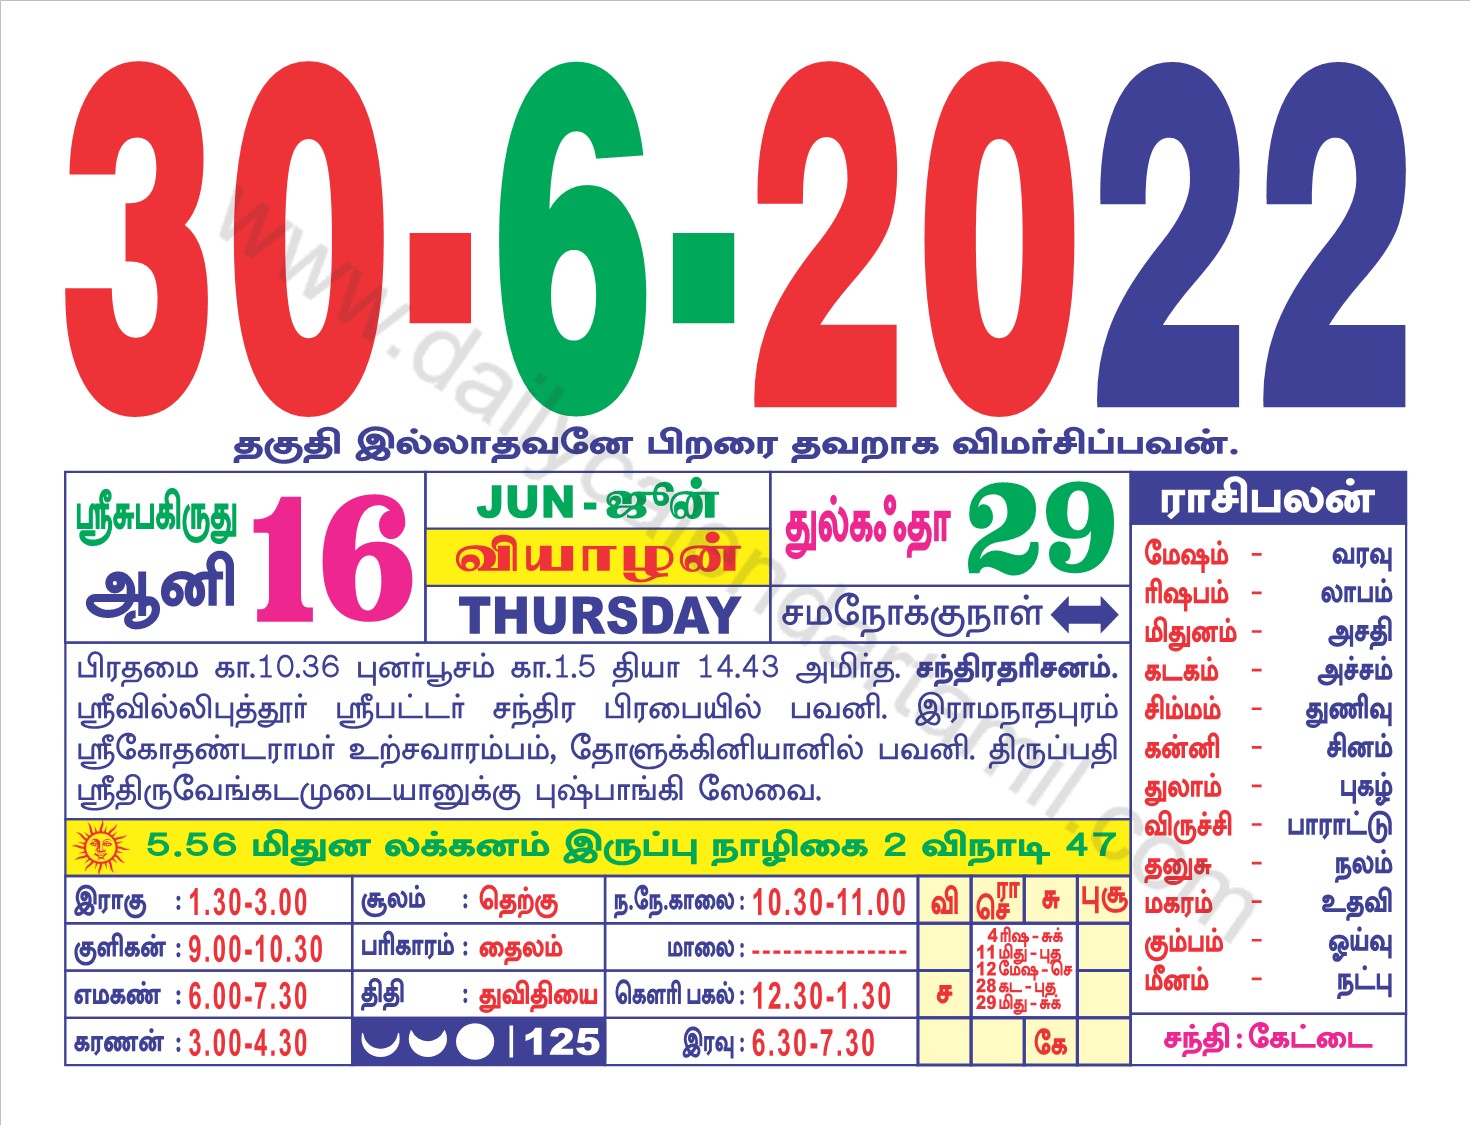 30-6-2022
தகுதி இல்லாதவனே பிறரை தவறாக விமர்சிப்பவன்.
ஸ்ரீசுபகிருது
ஆனி 16
JUN - ஜூன்
வியாழன்
THURSDAY
துல்கஃதா 29
சமநோக்குநாள்
பிரதமை கா.10.36 புனர்பூசம் கா.1.5 தியா 14.43 அமிர்த. சந்திரதரிசனம்.
ஸ்ரீவில்லிபுத்தூர் ஸ்ரீபட்டர் சந்திர பிரபையில் பவனி. இராமநாதபுரம்
ஸ்ரீகோதண்டராமர் உற்சவாரம்பம், தோளுக்கினியானில் பவனி. திருப்பதி
ஸ்ரீதிருவேங்கடமுடையானுக்கு புஷ்பாங்கி ஸேவை.
5.56 மிதுன லக்கனம் இருப்பு நாழிகை 2 விநாடி 47
இராகு : 1.30-3.00
குளிகன் : 9.00-10.30
எமகண் : 6.00-7.30
கரணன் : 3.00-4.30
சூலம் : தெற்கு
பரிகாரம் : தைலம்
திதி : துவிதியை
| 125
ந.நே.காலை : 10.30-11.00
மாலை : ---------------
கௌரி பகல் : 12.30-1.30
இரவு : 6.30-7.30
வி ரா செ சு புசூ
4 ரிஷ - சுக்
11 மிது - புத
12 மேஷ - செ
28 கட - புத
29 மிது - சுக்
ச
கே
ராசிபலன்
மேஷம் - வரவு
ரிஷபம் - லாபம்
மிதுனம் - அசதி
கடகம் - அச்சம்
சிம்மம் - துணிவு
கன்னி - சினம்
துலாம் - புகழ்
விருச்சி - பாராட்டு
தனுசு - நலம்
மகரம் - உதவி
கும்பம் - ஓய்வு
மீனம் - நட்பு
சந்தி : கேட்டை
www.dailycalendartamil.com